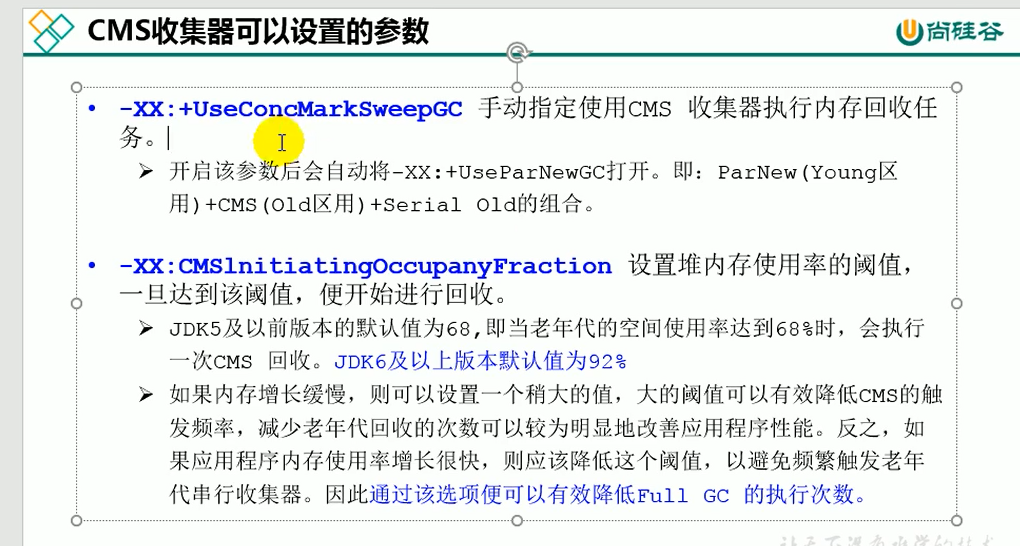 CMS收集器可以设置的参数
尚硅谷
• -XX:+UseConcMarkSweepGC 手动指定使用CMS 收集器执行内存回收任
务。
➢ 开启该参数后会自动将-XX:+UseParNewGC打开。即：ParNew(Young区
用)+CMS(Old区用)+Serial Old的组合。
• -XX:CMSlnitiatingOccupanyFraction 设置堆内存使用率的阈值，
一旦达到该阈值，便开始进行回收。
➢ JDK5及以前版本的默认值为68,即当老年代的空间使用率达到68%时，会执行
一次CMS 回收。JDK6及以上版本默认值为92%
➢ 如果内存增长缓慢，则可以设置一个稍大的值，大的阈值可以有效降低CMS的触
发频率，减少老年代回收的次数可以较为明显地改善应用程序性能。反之，如
果应用程序内存使用率增长很快，则应该降低这个阈值，以避免频繁触发老年
代串行收集器。因此通过该选项便可以有效降低Full GC 的执行次数。